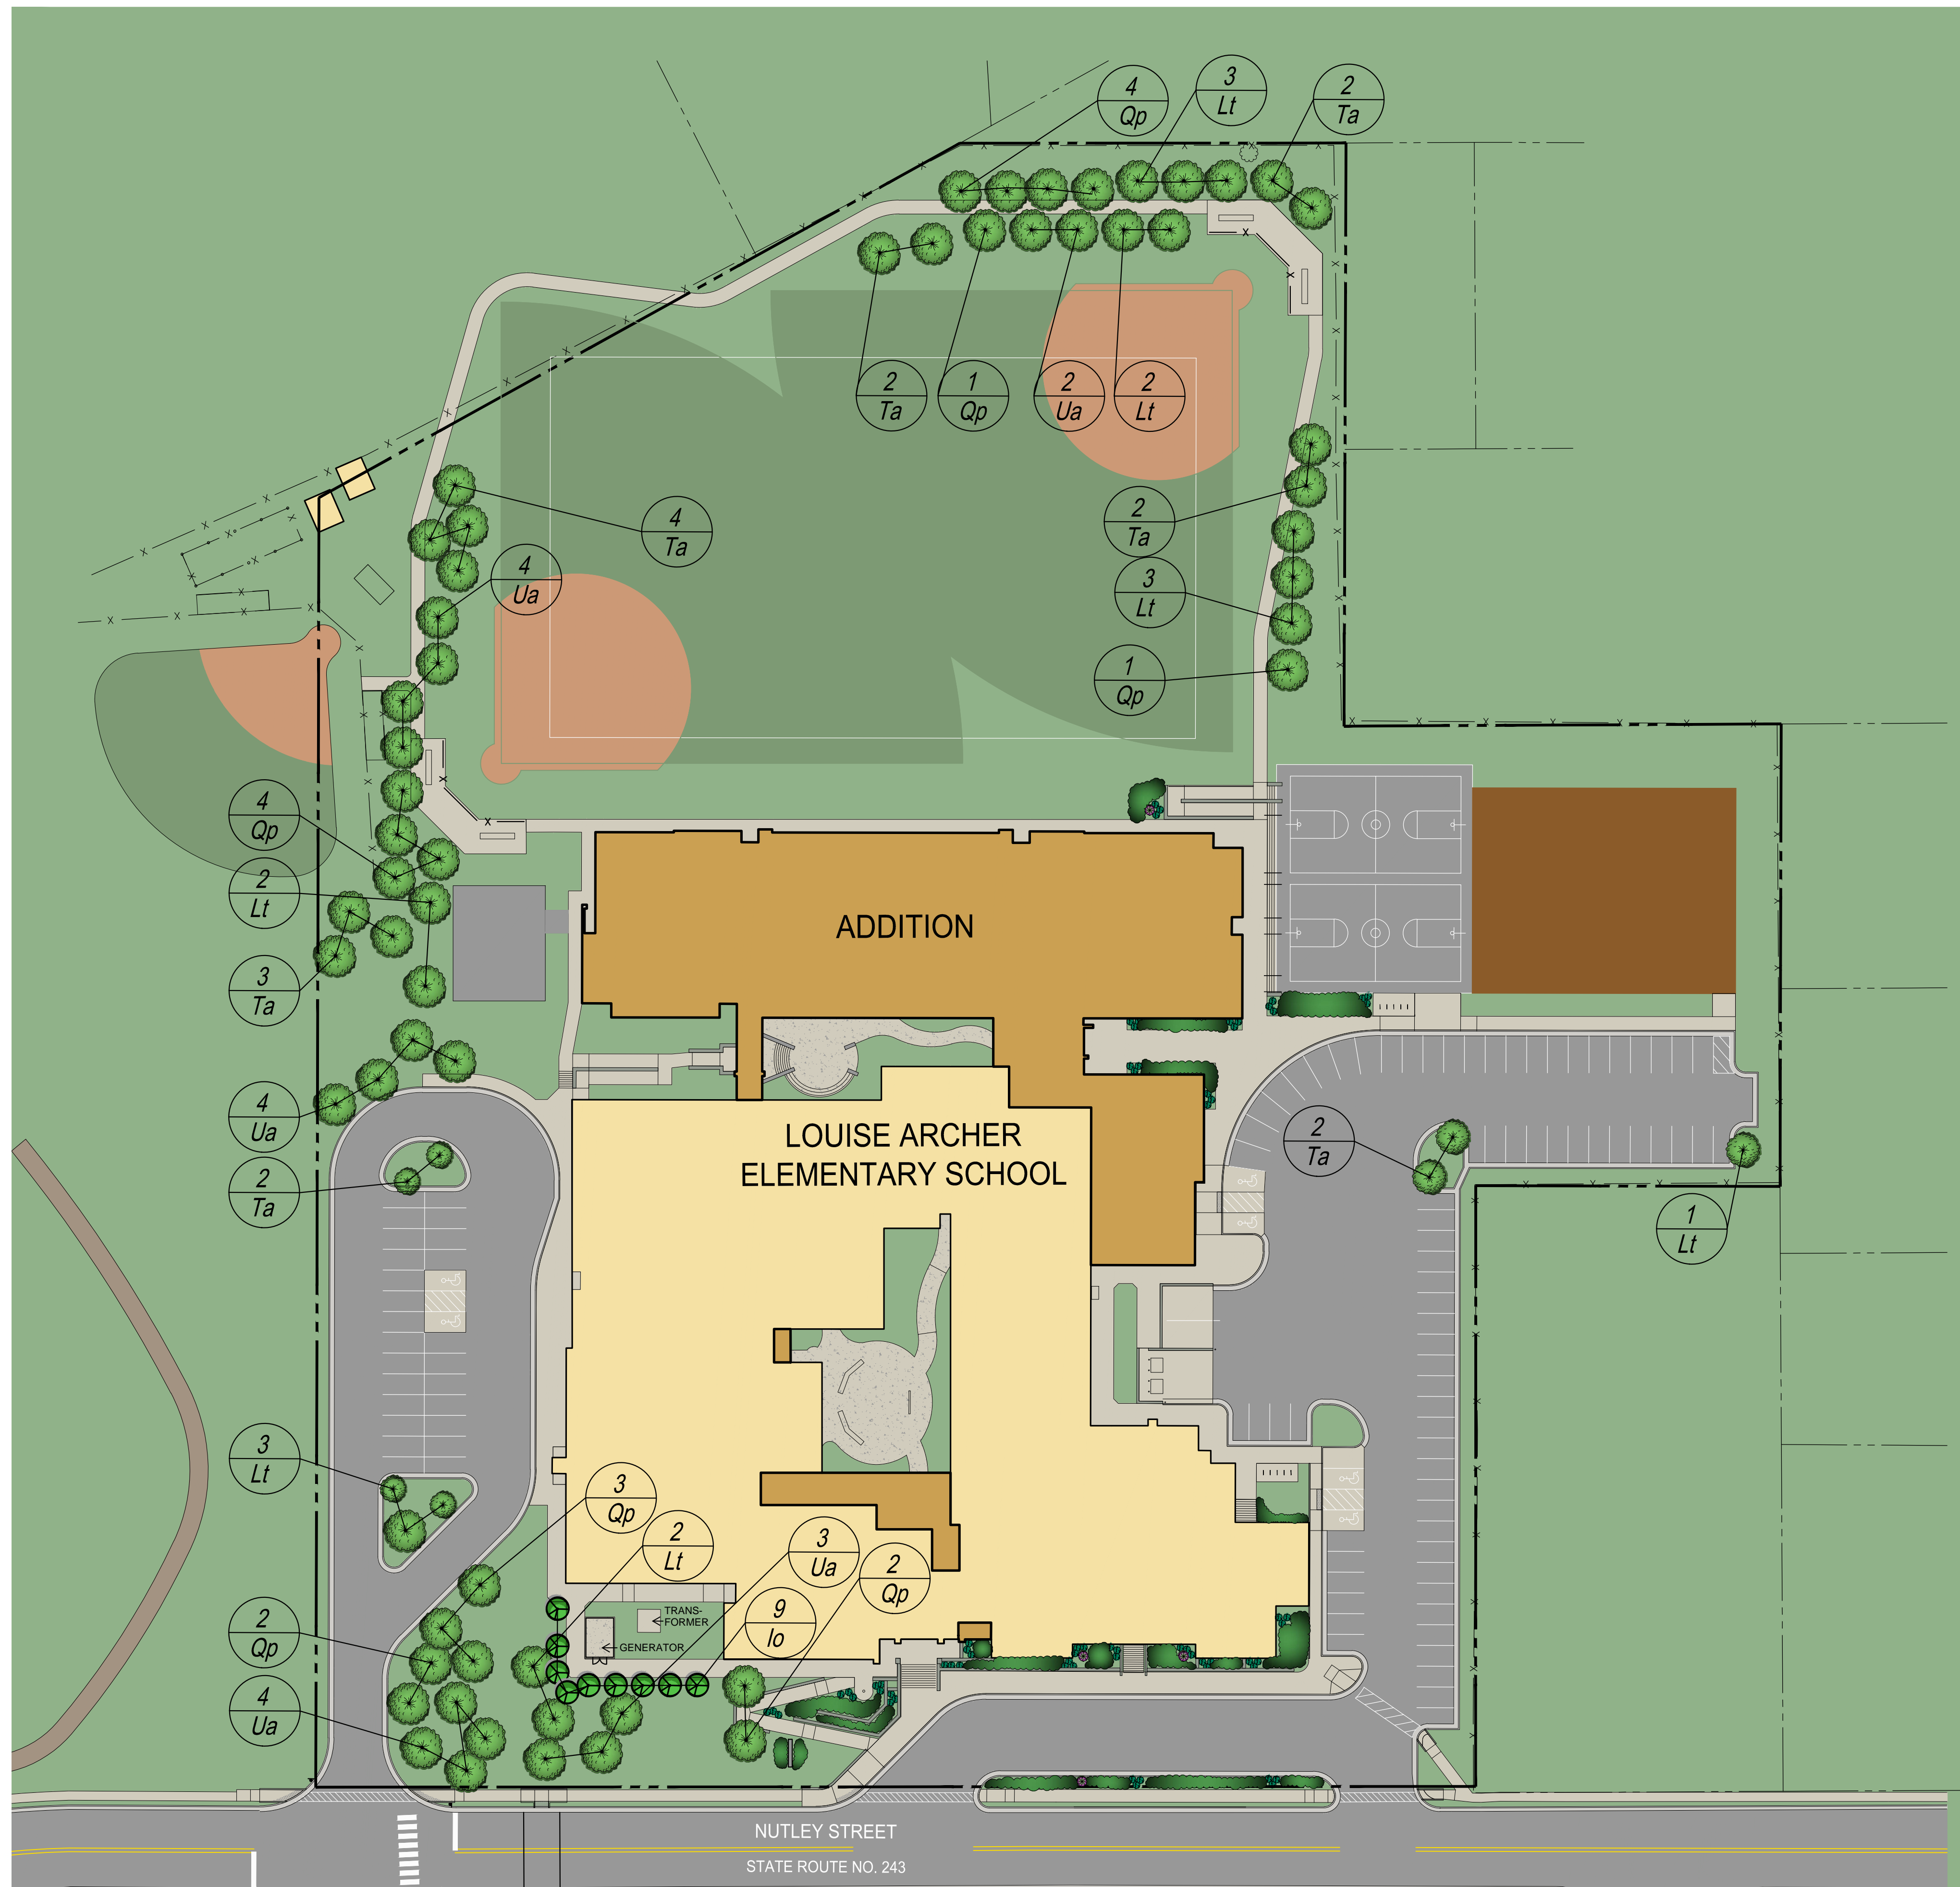 4
Qp
3
Lt
2
Ta
2
Ta
1
Qp
2
Ua
2
Lt
4
Ta
2
Ta
4
Ua
3
Lt
1
Qp
4
Qp
2
Lt
ADDITION
3
Ta
4
Ua
2
Ta
LOUISE ARCHER
ELEMENTARY SCHOOL
2
Ta
1
Lt
3
Lt
3
Qp
2
Lt
3
Ua
2
Qp
9
Io
2
Qp
TRANS-
FORMER
GENERATOR
4
Ua
NUTLEY STREET
STATE ROUTE NO. 243